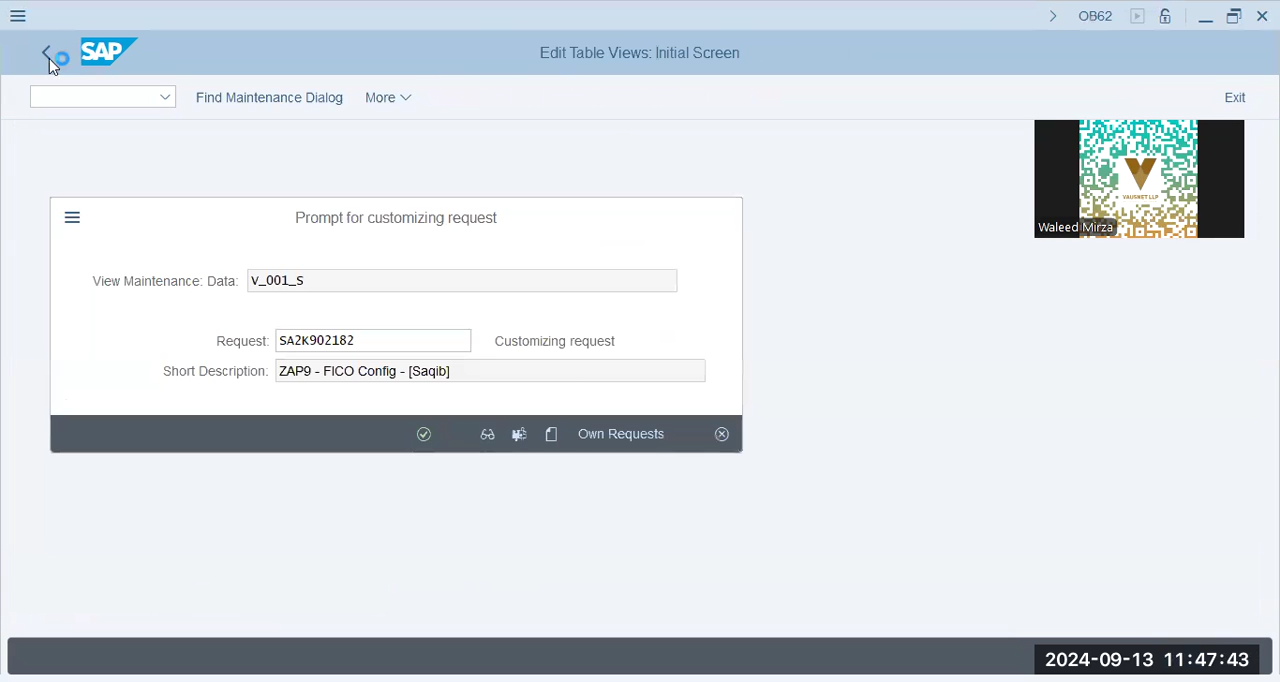 OB62
SAP
Edit Table Views: Initial Screen
Find Maintenance Dialog
More
Exit
VAUSNET LLP
Waleed Mirza
Prompt for customizing request
View Maintenance: Data: V_001_S
Request: SA2K902182 Customizing request
Short Description: ZAP9 - FICO Config - [Saqib]
Own Requests
2024-09-13 11:47:43